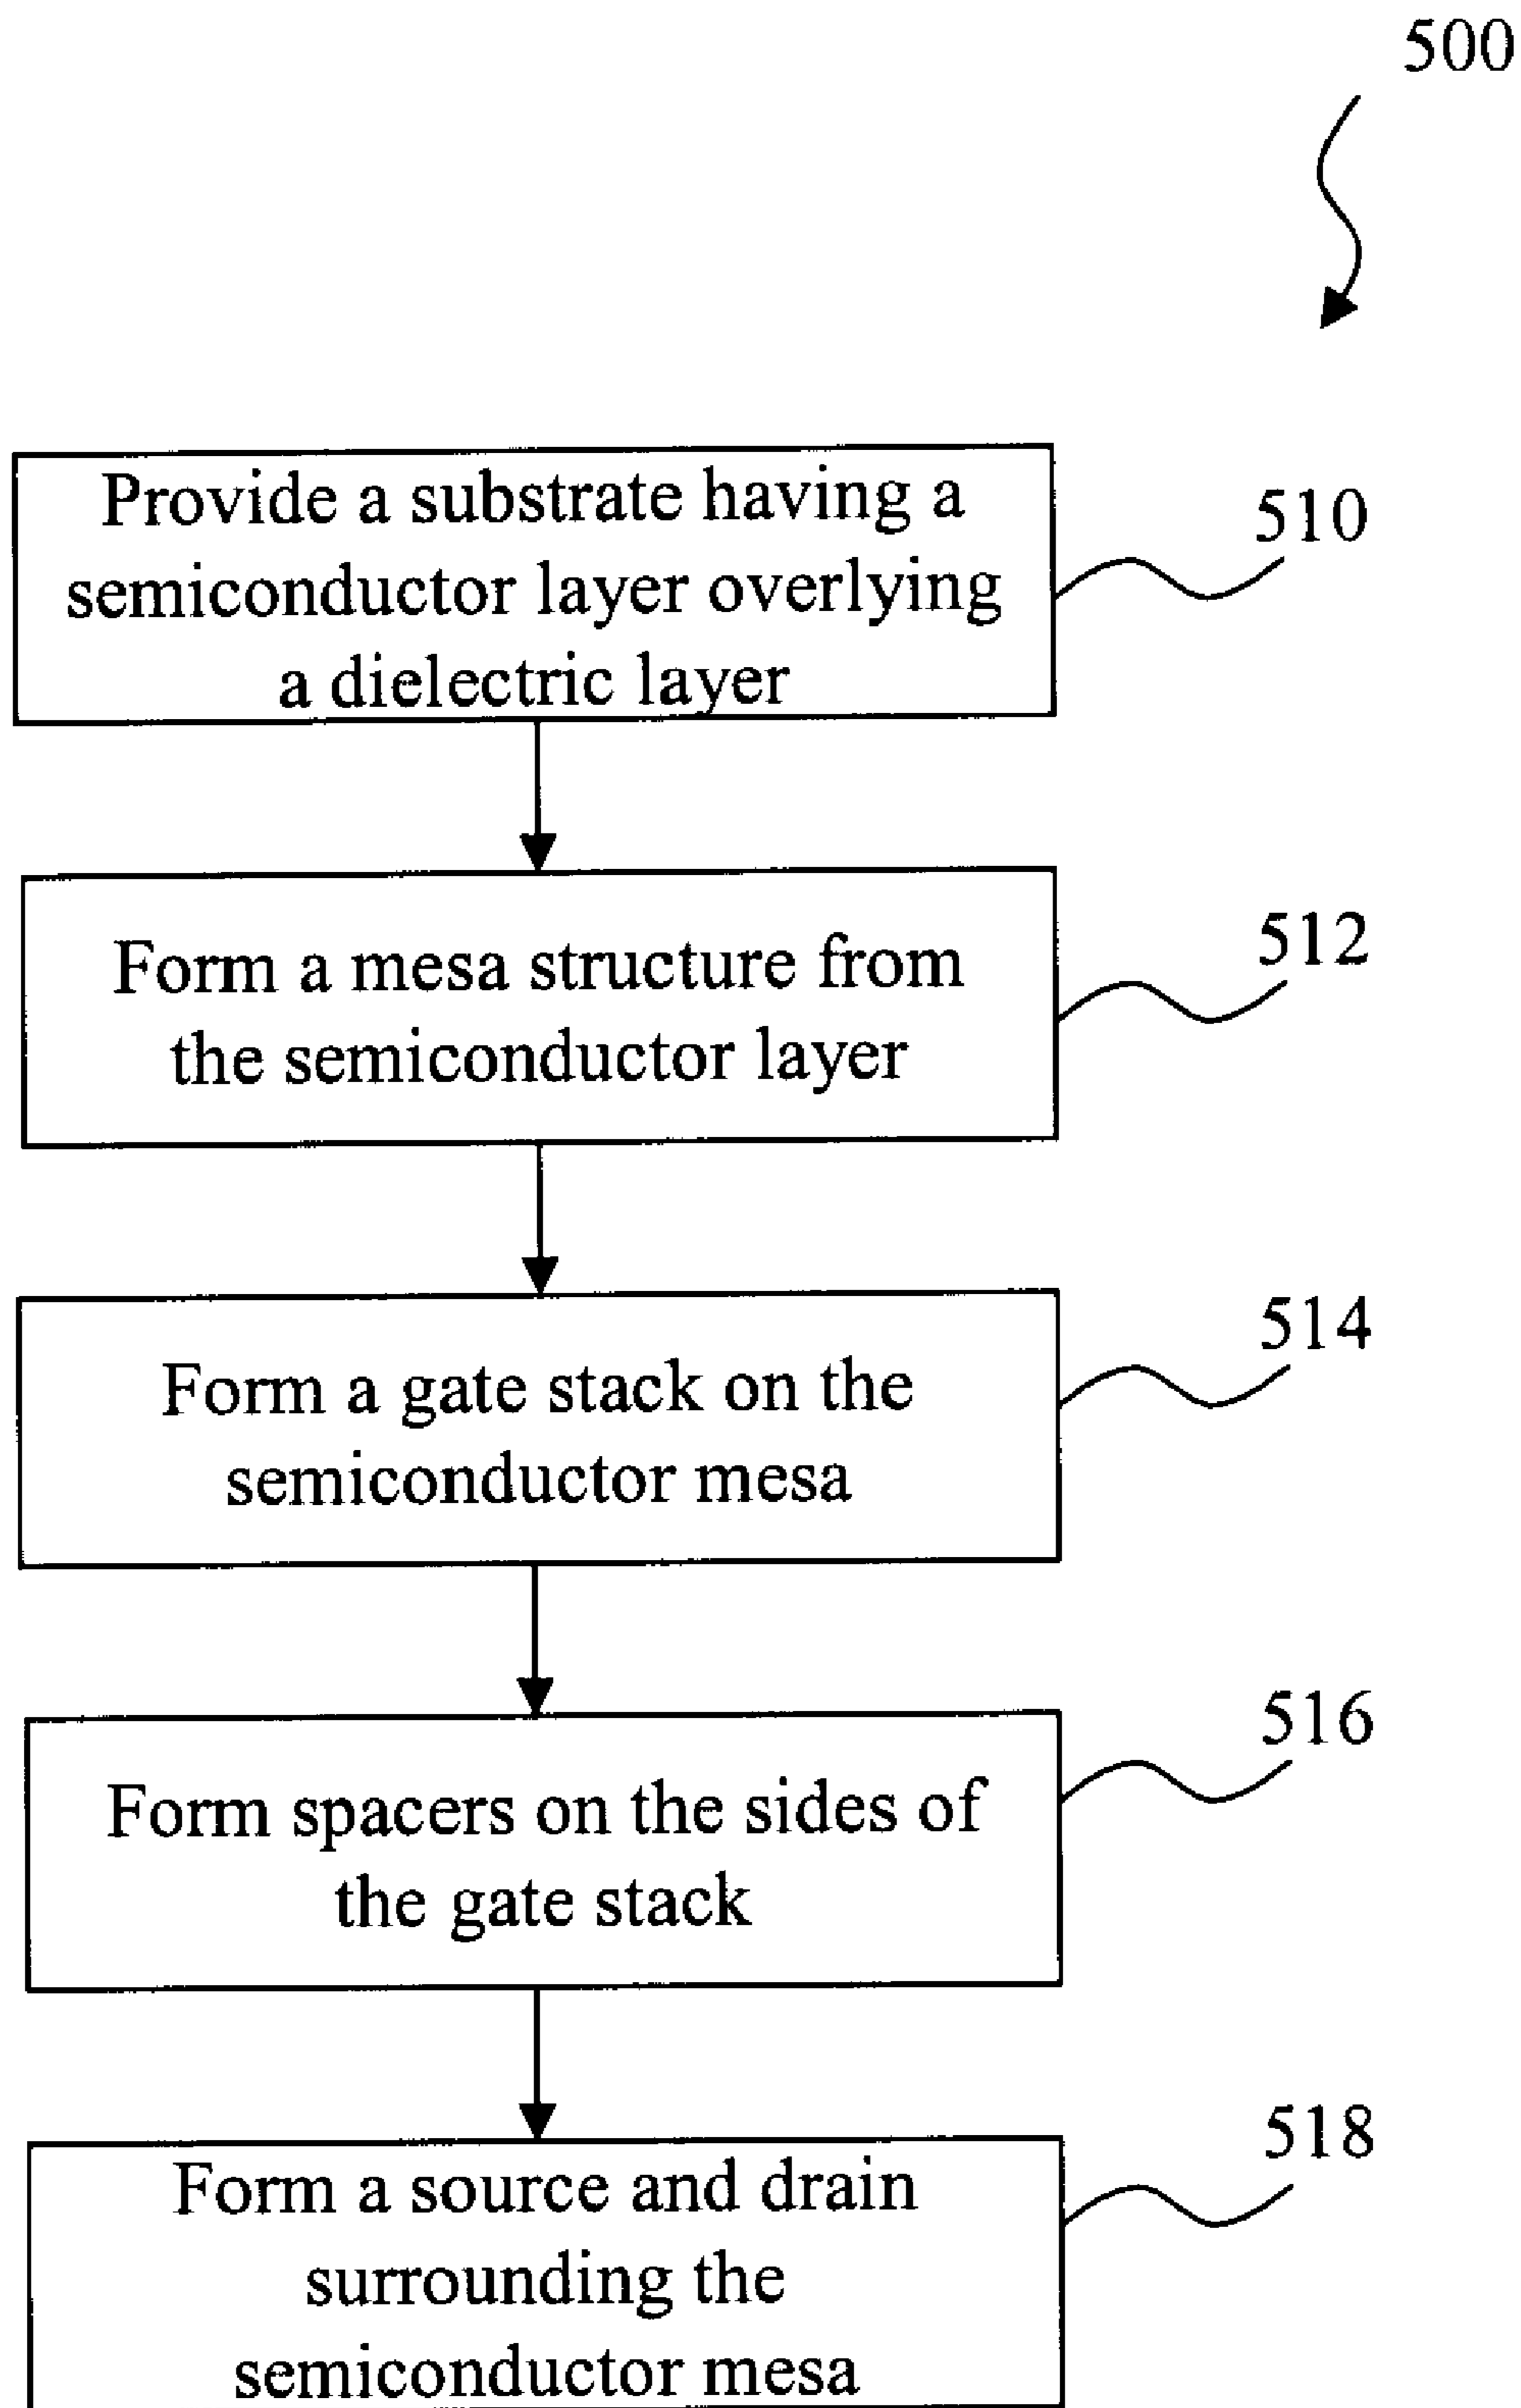 500
Provide a substrate having a
semiconductor layer overlying
a dielectric layer
510
Form a mesa structure from
the semiconductor layer
512
Form a gate stack on the
semiconductor mesa
514
Form spacers on the sides of
the gate stack
516
Form a source and drain
surrounding the
semiconductor mesa
518